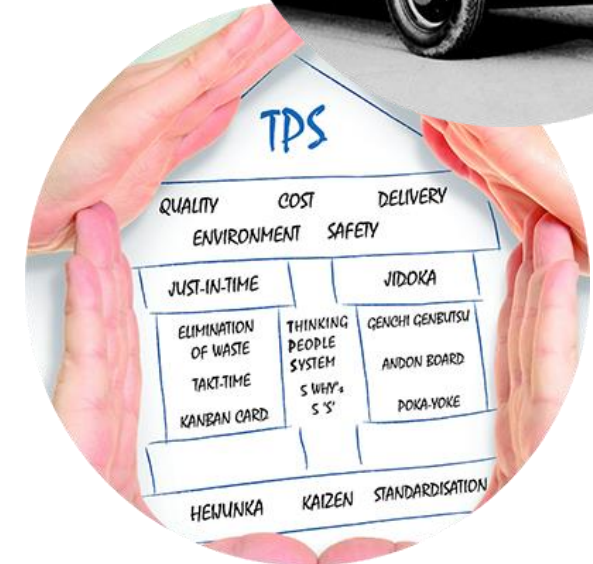 TPS
QUALITY COST DELIVERY
ENVIRONMENT SAFETY
JUST-IN-TIME
ELIMINATION
OF WASTE
TAKT-TIME
KANBAN CARD
THINKING
PEOPLE
SYSTEM
5 WHY's
5 'S'
JIDOKA
GENCHI GENBUTSU
ANDON BOARD
POKA-YOKE
HEIJUNKA KAIZEN STANDARDISATION